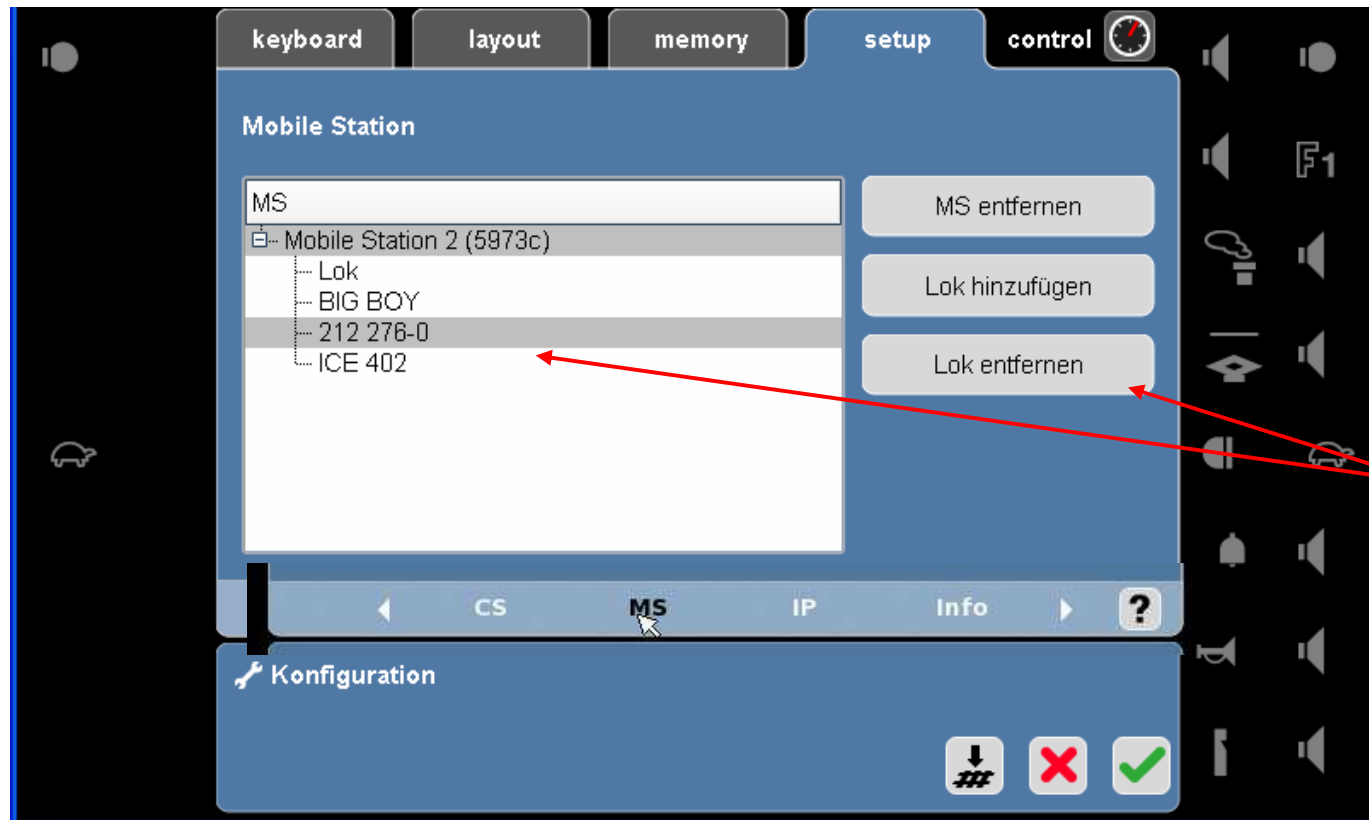 keyboard layout memory setup control
Mobile Station
MS
Mobile Station 2 (5973c)
Lok
BIG BOY
212 276-0
ICE 402
MS entfernen
Lok hinzufügen
Lok entfernen
F1
CS MS IP Info ?
Konfiguration